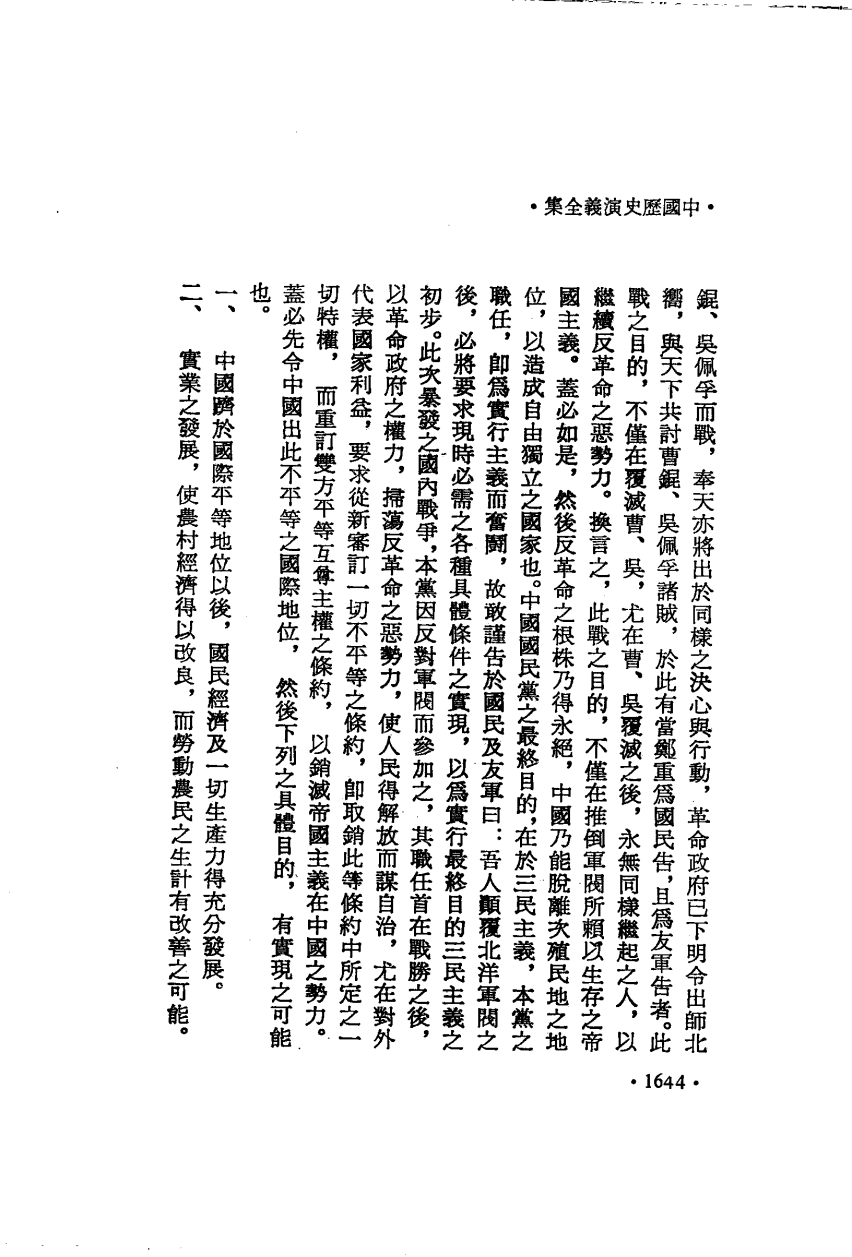 •集全義演史歷國中•
錕、吳佩孚而戰，奉天亦將出於同樣之決心與行動，革命政府已下明令出師北
嚮，與天下共討曹錕、吳佩孚諸賊，於此有當鄭重爲國民告，且爲友軍告者。此
戰之目的，不僅在覆滅曹、吳，尤在曹、吳覆滅之後，永無同樣繼起之人，以
繼續反革命之惡勢力。換言之，此戰之目的，不僅在推倒軍閥所賴以生存之帝
國主義。蓋必如是，然後反革命之根株乃得永絕，中國乃能脫離次殖民地之地
位，以造成自由獨立之國家也。中國國民黨之最終目的，在於三民主義，本黨之
職任，卽爲實行主義而奮鬭，故敢謹告於國民及友軍曰：吾人顚覆北洋軍閥之
後，必將要求現時必需之各種具體條件之實現，以爲實行最終目的三民主義之
初步。此次暴發之國內戰爭，本黨因反對軍閥而參加之，其職任首在戰勝之後，
以革命政府之權力，掃蕩反革命之惡勢力，使人民得解放而謀自治，尤在對外
代表國家利益，要求從新審訂一切不平等之條約，卽取銷此等條約中所定之一
切特權，而重訂雙方平等互尊主權之條約，以銷滅帝國主義在中國之勢力。
蓋必先令中國出此不平等之國際地位，然後下列之具體目的，有實現之可能
也。
一、中國躋於國際平等地位以後，國民經濟及一切生產力得充分發展。
二、實業之發展，使農村經濟得以改良，而勞動農民之生計有改善之可能。
•1644•